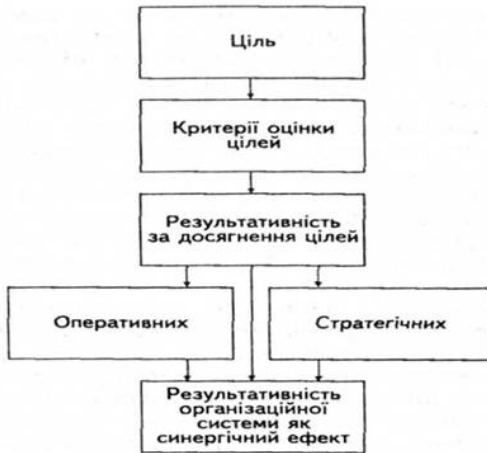 Ціль
Критерії оцінки
цілей
Результативність
за досягнення цілей
Оперативних
Стратегічних
Результативність
організаційної
системи як
синергічний ефект